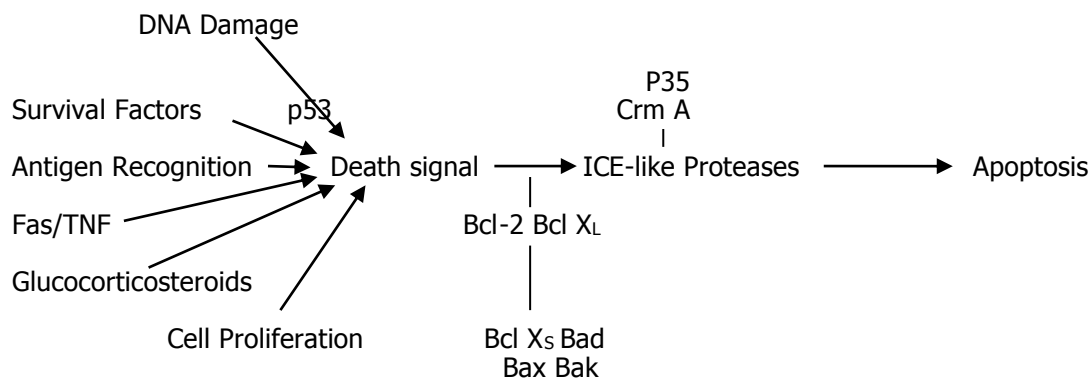 DNA Damage
P35
Survival Factors p53 Crm A
Antigen Recognition Death signal ICE-like Proteases Apoptosis
Fas/TNF Bcl-2 Bcl XL
Glucocorticosteroids
Cell Proliferation Bcl XS Bad
Bax Bak